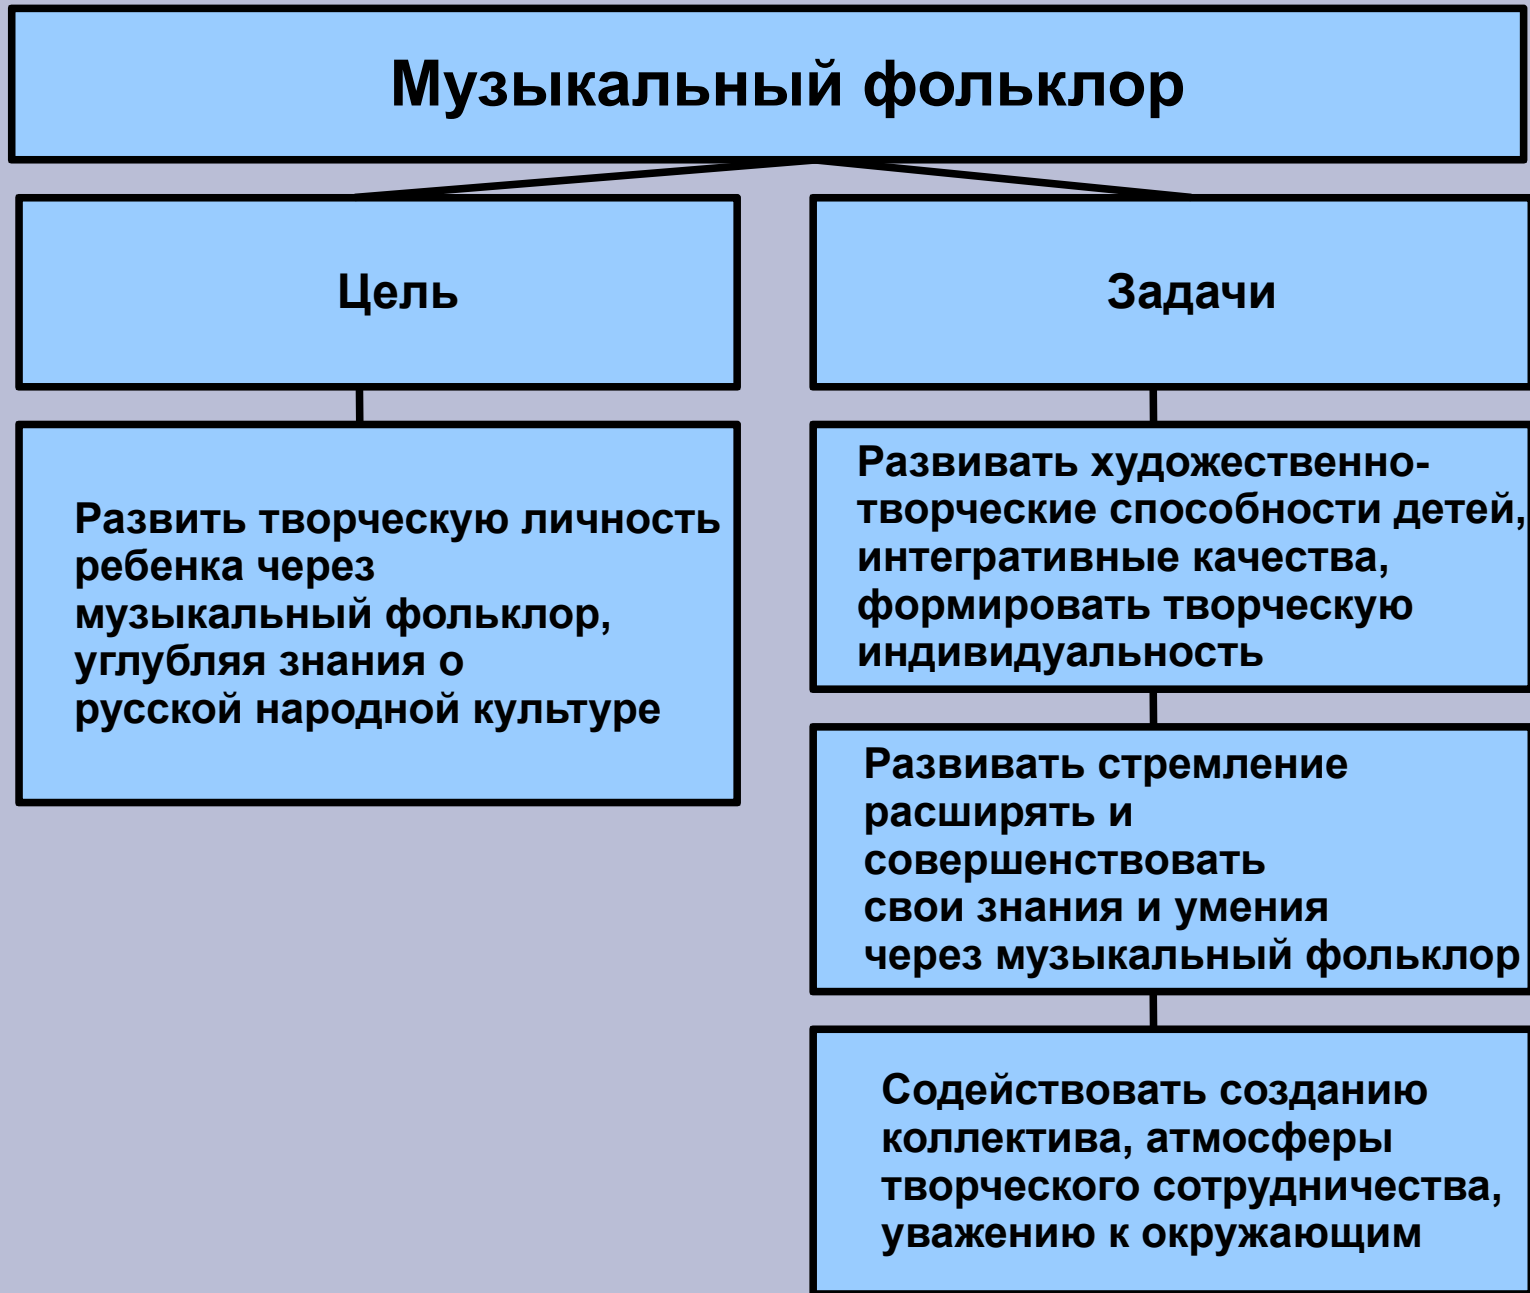 Музыкальный фольклор
Цель
Задачи
Развить творческую личность
ребенка через
музыкальный фольклор,
углубляя знания о
русской народной культуре
Развивать художественно-
творческие способности детей,
интегративные качества,
формировать творческую
индивидуальность
Развивать стремление
расширять и
совершенствовать
свои знания и умения
через музыкальный фольклор
Содействовать созданию
коллектива, атмосферы
творческого сотрудничества,
уважению к окружающим